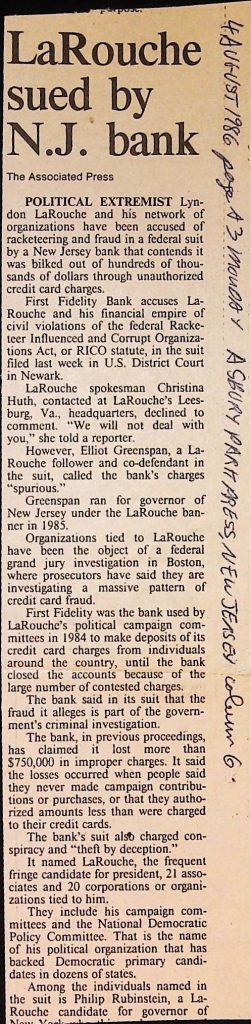 purpose.
LaRouche
sued by
N.J. bank
The Associated Press
POLITICAL EXTREMIST Lyn-
don LaRouche and his network of
organizations have been accused of
racketeering and fraud in a federal suit
by a New Jersey bank that contends it
was bilked out of hundreds of thou-
sands of dollars through unauthorized
credit card charges.
First Fidelity Bank accuses La-
Rouche and his financial empire of
civil violations of the federal Racke-
teer Influenced and Corrupt Organiza-
tions Act, or RICO statute, in the suit
filed last week in U.S. District Court
in Newark.
LaRouche spokesman Christina
Huth, contacted at LaRouche's Lees-
burg, Va., headquarters, declined to
comment. "We will not deal with
you," she told a reporter.
However, Elliot Greenspan, a La-
Rouche follower and co-defendant in
the suit, called the bank's charges
"spurious."
Greenspan ran for governor of
New Jersey under the LaRouche ban-
ner in 1985.
Organizations tied to LaRouche
have been the object of a federal
grand jury investigation in Boston,
where prosecutors have said they are
investigating a massive pattern of
credit card fraud.
First Fidelity was the bank used by
LaRouche's political campaign com-
mittees in 1984 to make deposits of its
credit card charges from individuals
around the country, until the bank
closed the accounts because of the
large number of contested charges.
The bank said in its suit that the
fraud it alleges is part of the govern-
ment's criminal investigation.
The bank, in previous proceedings,
has claimed it lost more than
$750,000 in improper charges. It said
the losses occurred when people said
they never made campaign contribu-
tions or purchases, or that they autho-
rized amounts less than were charged
to their credit cards.
The bank's suit also charged con-
spiracy and "theft by deception."
It named LaRouche, the frequent
fringe candidate for president, 21 asso-
ciates and 20 corporations or organi-
zations tied to him.
They include his campaign com-
mittees and the National Democratic
Policy Committee. That is the name
of his political organization that has
backed Democratic primary candi-
dates in dozens of states.
Among the individuals named in
the suit is Philip Rubinstein, a La-
Rouche candidate for governor of
New York
4 AUGUST 1986 page A3 MONDAY ASBURY PARK PRESS, NEW JERSEY column 6.